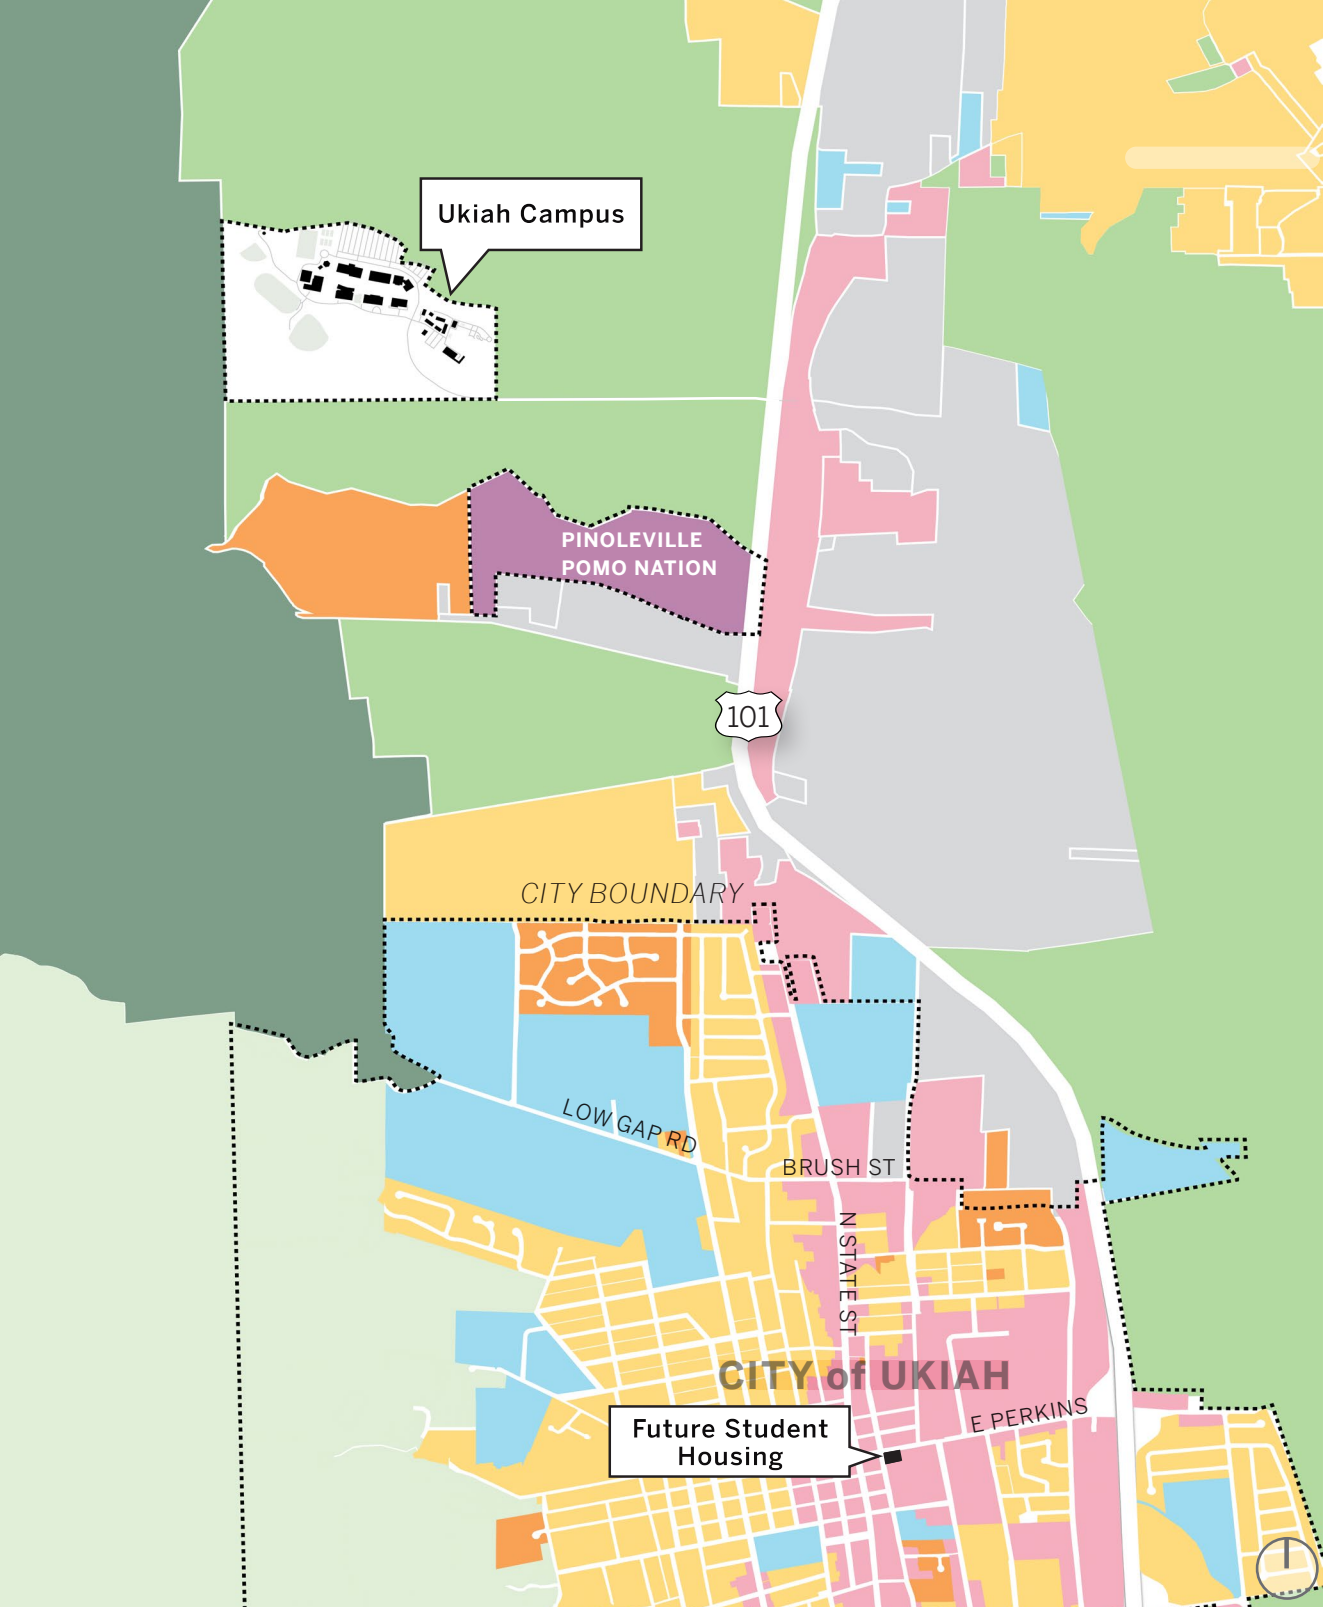 Ukiah Campus
PINOLEVILLE
POMO NATION
101
CITY BOUNDARY
LOW GAP RD
BRUSH ST
N STATE ST
CITY of UKIAH
E PERKINS
Future Student
Housing